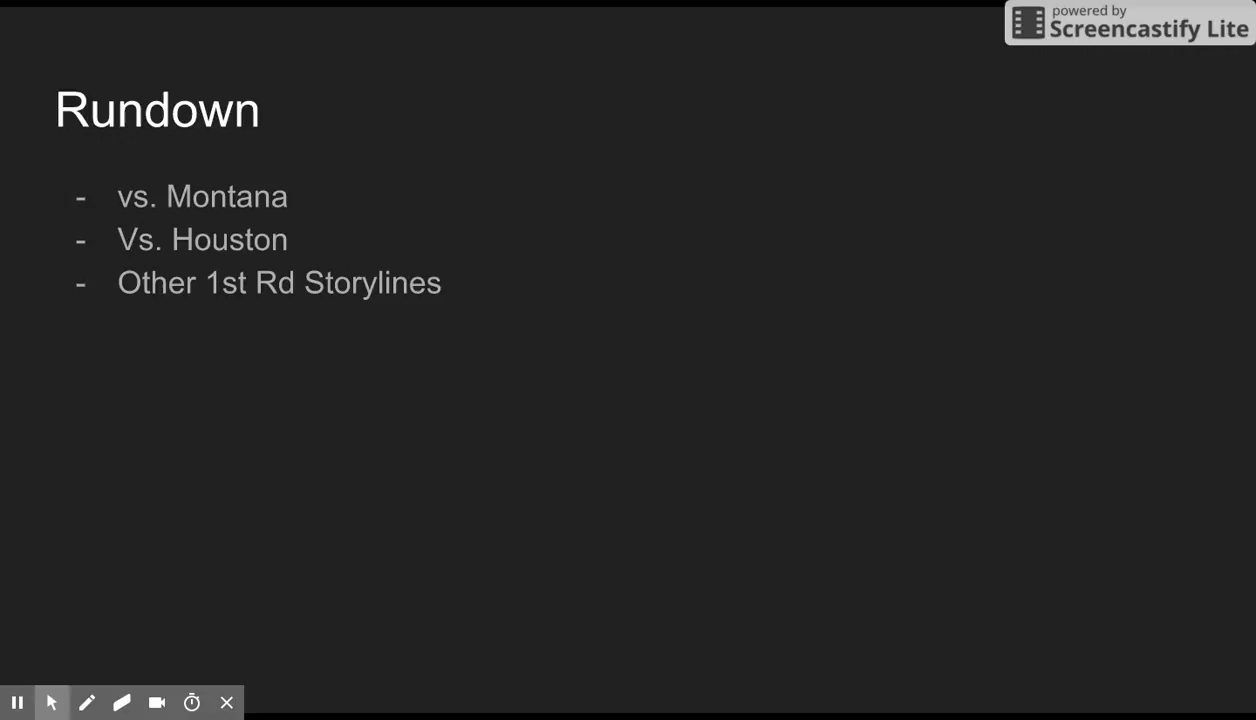 powered by
Screencastify Lite
Rundown
- vs. Montana
- Vs. Houston
- Other 1st Rd Storylines